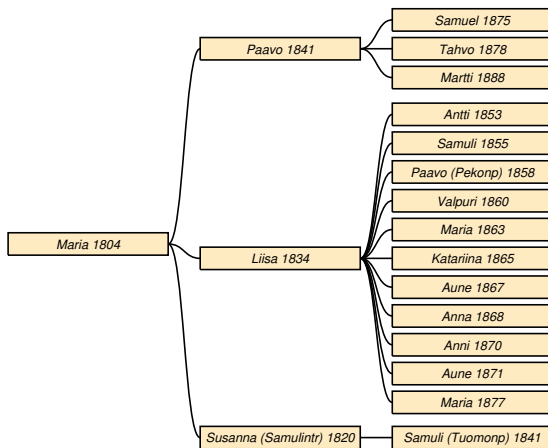 Maria 1804
Paavo 1841
Samuel 1875
Tahvo 1878
Martti 1888
Liisa 1834
Antti 1853
Samuli 1855
Paavo (Pekonp) 1858
Valpuri 1860
Maria 1863
Katariina 1865
Aune 1867
Anna 1868
Anni 1870
Aune 1871
Maria 1877
Susanna (Samulintr) 1820
Samuli (Tuomonp) 1841